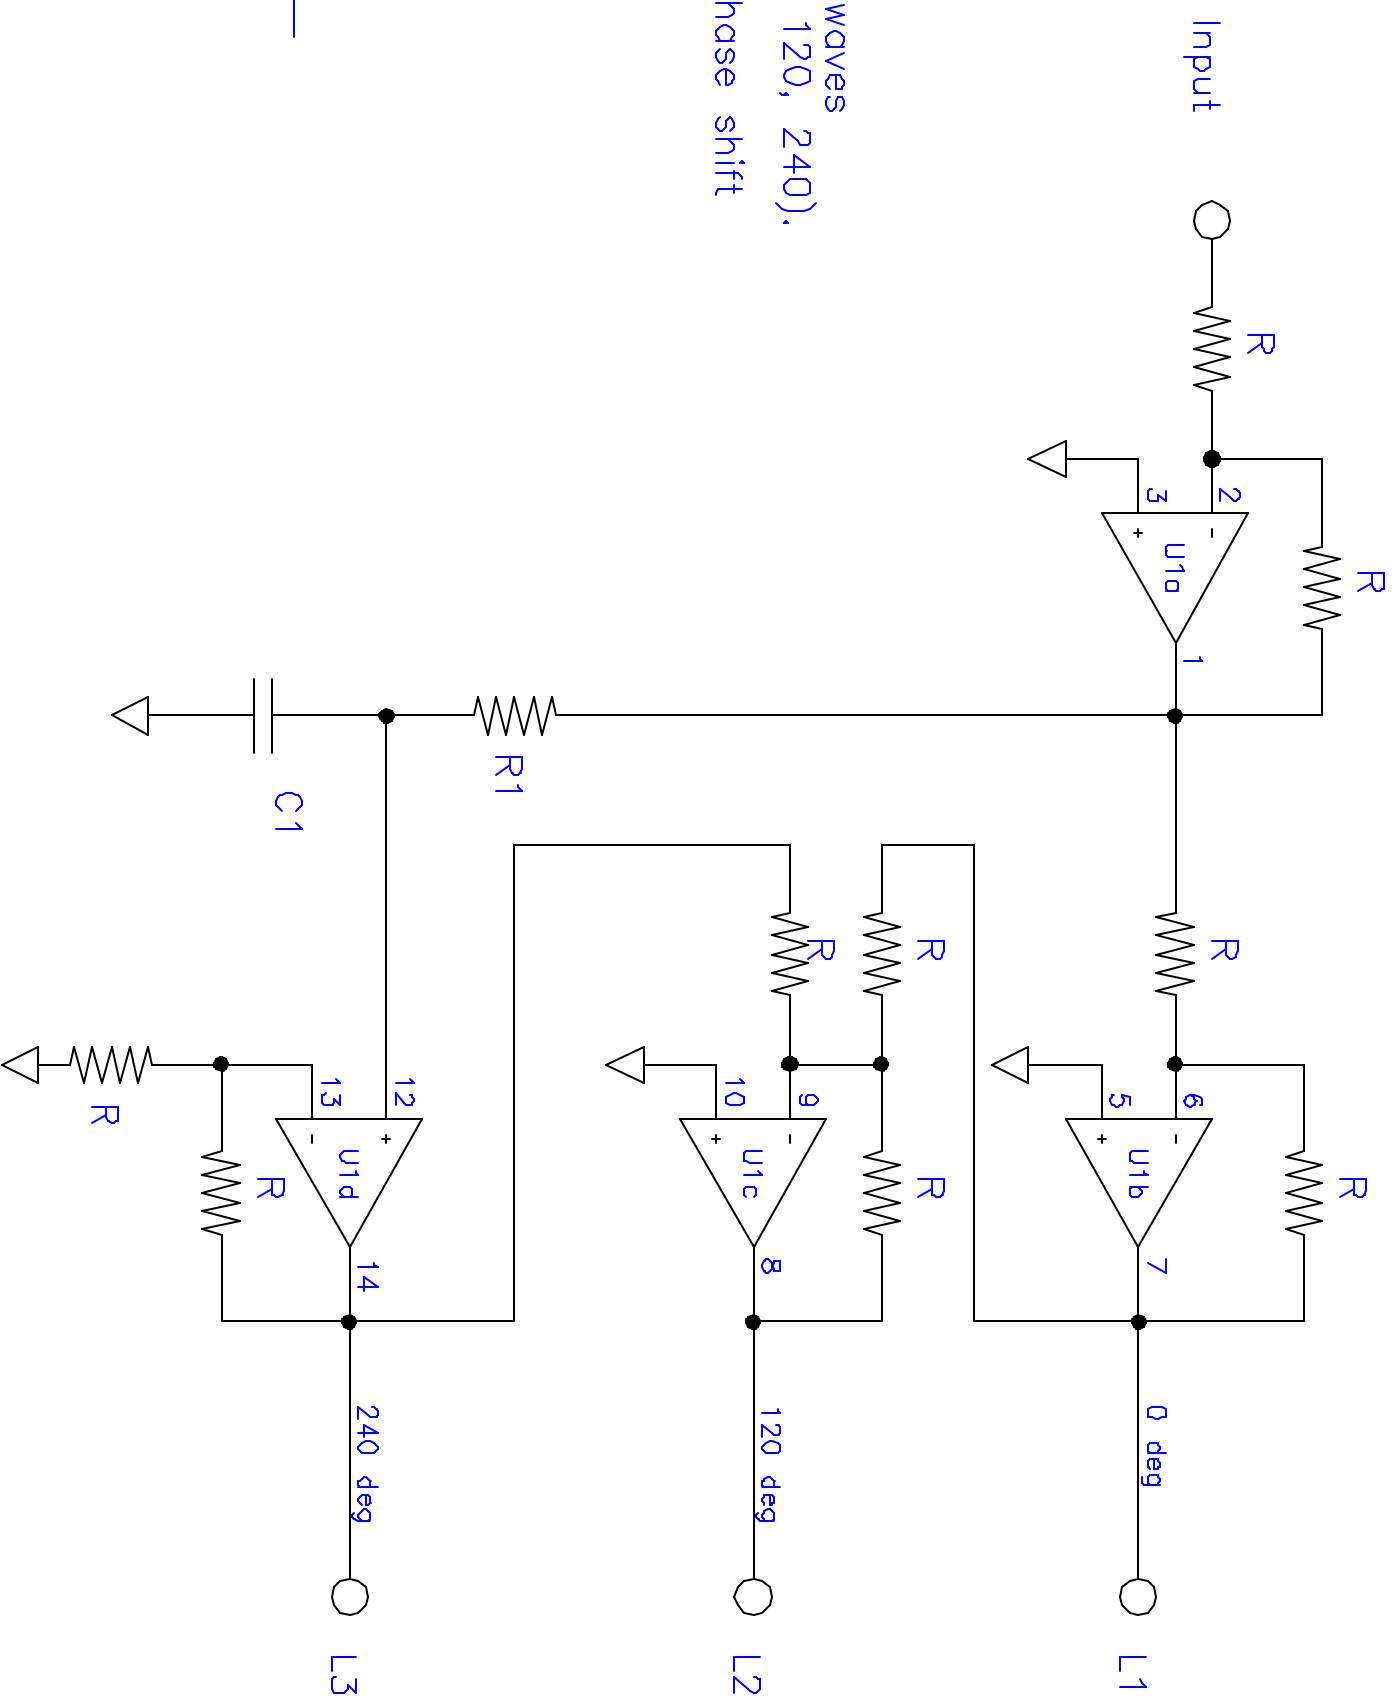 Input
R
R
2
3
-
+
U1a
1
waves
120, 240).
hase shift
R1
C1
R
R
R
R
R
R
R
R
6
5
-
+
U1b
7
9
10
-
+
U1c
8
12
13
+
-
U1d
14
0 deg
120 deg
240 deg
L1
L2
L3